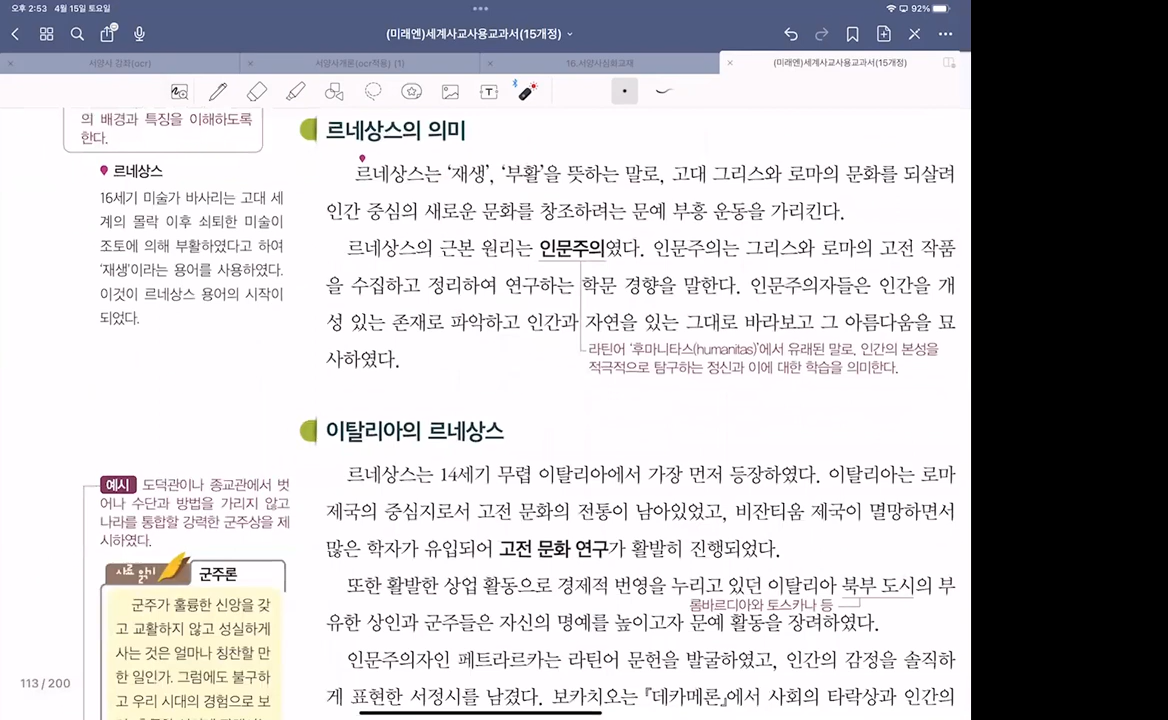 오후 2:53 4월 15일 토요일
92%
(미래엔)세계사교사용교과서(15개정)
서양사 강좌(ocr)
서양사개론(ocr적용) (1)
16.서양사심화교재
(미래엔)세계사교사용교과서(15개정)
의 배경과 특징을 이해하도록
한다.
르네상스
16세기 미술가 바사리는 고대 세
계의 몰락 이후 쇠퇴한 미술이
조토에 의해 부활하였다고 하여
‘재생’이라는 용어를 사용하였다.
이것이 르네상스 용어의 시작이
되었다.
르네상스의 의미
르네상스는 ‘재생’, ‘부활’을 뜻하는 말로, 고대 그리스와 로마의 문화를 되살려
인간 중심의 새로운 문화를 창조하려는 문예 부흥 운동을 가리킨다.
르네상스의 근본 원리는 인문주의였다. 인문주의는 그리스와 로마의 고전 작품
을 수집하고 정리하여 연구하는 학문 경향을 말한다. 인문주의자들은 인간을 개
성 있는 존재로 파악하고 인간과 자연을 있는 그대로 바라보고 그 아름다움을 묘
사하였다.
라틴어 ‘후마니타스(humanitas)’에서 유래된 말로, 인간의 본성을
적극적으로 탐구하는 정신과 이에 대한 학습을 의미한다.
이탈리아의 르네상스
르네상스는 14세기 무렵 이탈리아에서 가장 먼저 등장하였다. 이탈리아는 로마
제국의 중심지로서 고전 문화의 전통이 남아있었고, 비잔티움 제국이 멸망하면서
많은 학자가 유입되어 고전 문화 연구가 활발히 진행되었다.
또한 활발한 상업 활동으로 경제적 번영을 누리고 있던 이탈리아 북부 도시의 부
롬바르디아와 토스카나 등
유한 상인과 군주들은 자신의 명예를 높이고자 문예 활동을 장려하였다.
인문주의자인 페트라르카는 라틴어 문헌을 발굴하였고, 인간의 감정을 솔직하
게 표현한 서정시를 남겼다. 보카치오는 『데카메론』에서 사회의 타락상과 인간의
예시 도덕관이나 종교관에서 벗
어나 수단과 방법을 가리지 않고
나라를 통합할 강력한 군주상을 제
시하였다.
사료 읽기 군주론
군주가 훌륭한 신앙을 갖
고 교활하지 않고 성실하게
사는 것은 얼마나 칭찬할 만
한 일인가. 그럼에도 불구하
고 우리 시대의 경험으로 보
113 / 200